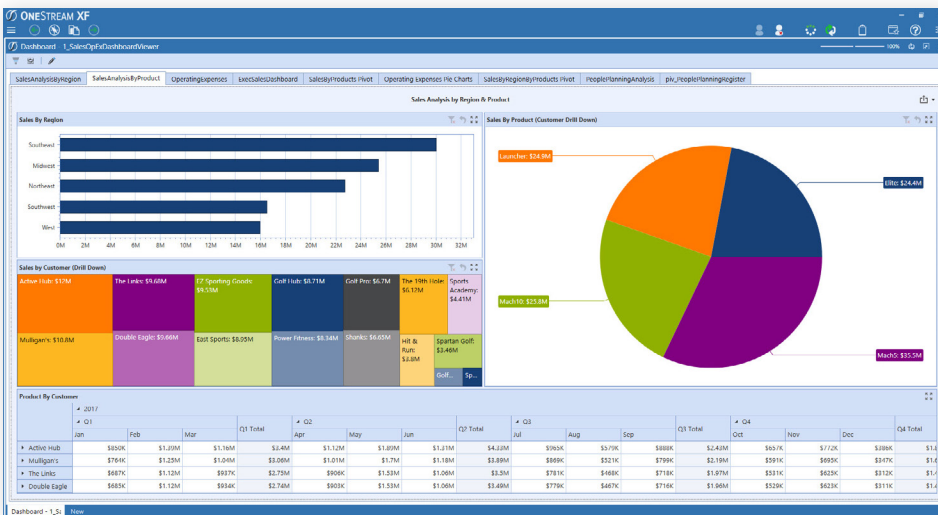 ONESTREAM XF
Dashboard 1_SalesOpExDashboardViewer
100%
SalesAnalysisByRegion SalesAnalysisByProduct OperatingExpenses ExecSalesDashboard SalesByProducts Pivot Operating Expenses Pie Charts SalesByRegionByProducts Pivot PeoplePlanningAnalysis piv_PeoplePlanningRegister
Sales Analysis by Region & Product
Sales By Region
Southeast
Midwest
Northeast
Southwest
West
0M 2M 4M 6M 8M 10M 12M 14M 16M 18M 20M 22M 24M 26M 28M 30M 32M
Sales By Product (Customer Drill Down)
Launcher: $24.9M
Elite: $24.4M
Mach10: $23.8M
Mach5: $35.5M
Sales by Customer (Drill Down)
Active Hub: $12M
The Links: $9.68M
EZ Sporting Goods:
$9.53M
Golf Hub: $8.71M
Golf Pro: $6.7M
The 19th Hole:
$6.12M
Sports
Academy:
$4.41M
Mulligan's: $10.8M
Double Eagle: $9.66M
East Sports: $8.95M
Power Fitness: $8.34M
Shanks: $6.65M
Hit &
Run:
$3.8M
Spartan Golf:
$3.46M
Golf...
Sp...
Product By Customer
2017
Q1 Q1 Total Q2 Q2 Total Q3 Q3 Total Q4 Q4 Total
Jan Feb Mar Apr May Jun Jul Aug Sep Oct Nov Dec
Active Hub $850K $1.39M $1.16M $3.4M $1.12M $1.89M $1.31M $4.33M $965K $579K $888K $2.43M $657K $772K $386K
Mulligan's $764K $1.25M $1.04M $3.06M $1.01M $1.7M $1.18M $3.89M $869K $521K $799K $2.19M $591K $695K $347K
The Links $687K $1.12M $937K $2.75M $906K $1.53M $1.06M $3.5M $781K $468K $718K $1.97M $531K $625K $312K
Double Eagle $685K $1.12M $934K $2.74M $903K $1.53M $1.06M $3.49M $779K $467K $716K $1.96M $529K $623K $311K
Dashboard - 1_Sa New